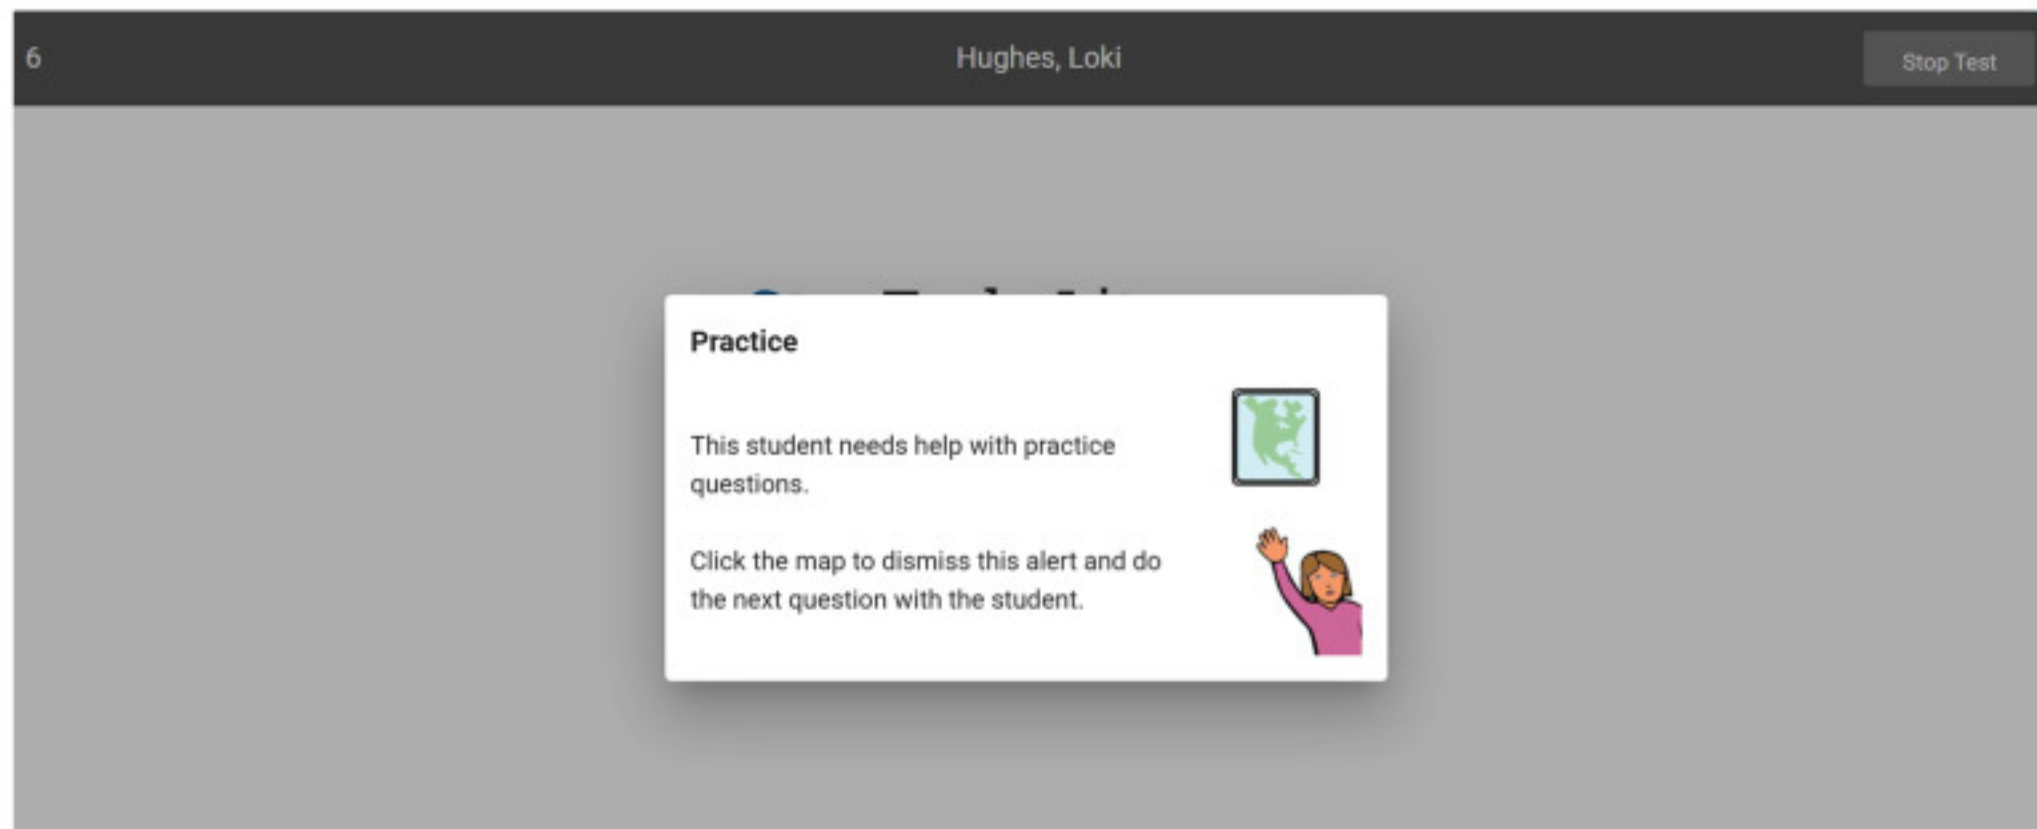 6
Hughes, Loki
Stop Test
Practice
This student needs help with practice
questions.
Click the map to dismiss this alert and do
the next question with the student.